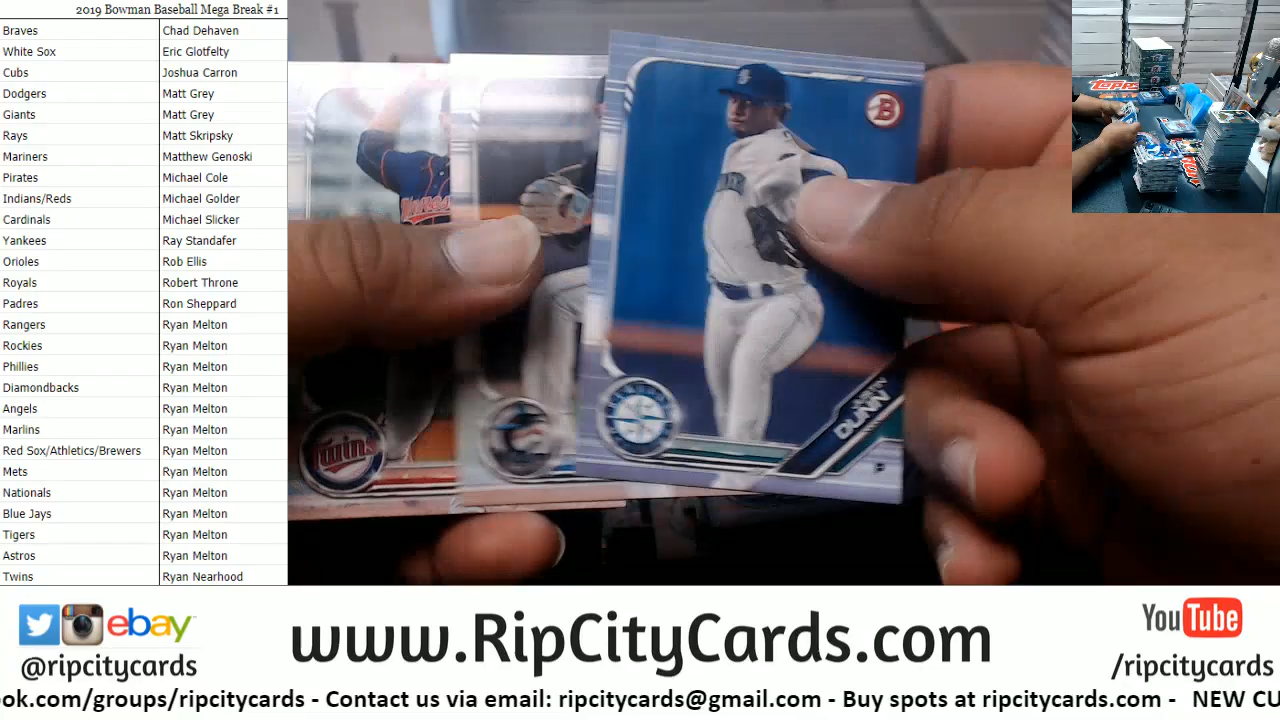 2019 Bowman Baseball Mega Break #1
Braves Chad Dehaven
White Sox Eric Glotfelty
Cubs Joshua Carron
Dodgers Matt Grey
Giants Matt Grey
Rays Matt Skripsky
Mariners Matthew Genoski
Pirates Michael Cole
Indians/Reds Michael Golder
Cardinals Michael Slicker
Yankees Ray Standafer
Orioles Rob Ellis
Royals Robert Throne
Padres Ron Sheppard
Rangers Ryan Melton
Rockies Ryan Melton
Phillies Ryan Melton
Diamondbacks Ryan Melton
Angels Ryan Melton
Marlins Ryan Melton
Red Sox/Athletics/Brewers Ryan Melton
Mets Ryan Melton
Nationals Ryan Melton
Blue Jays Ryan Melton
Tigers Ryan Melton
Astros Ryan Melton
Twins Ryan Nearhood
B
S
DUNN
P
Twins
Topps
ebay
@ripcitycards
www.RipCityCards.com
YouTube
/ripcitycards
ook.com/groups/ripcitycards - Contact us via email: ripcitycards@gmail.com - Buy spots at ripcitycards.com - NEW CU